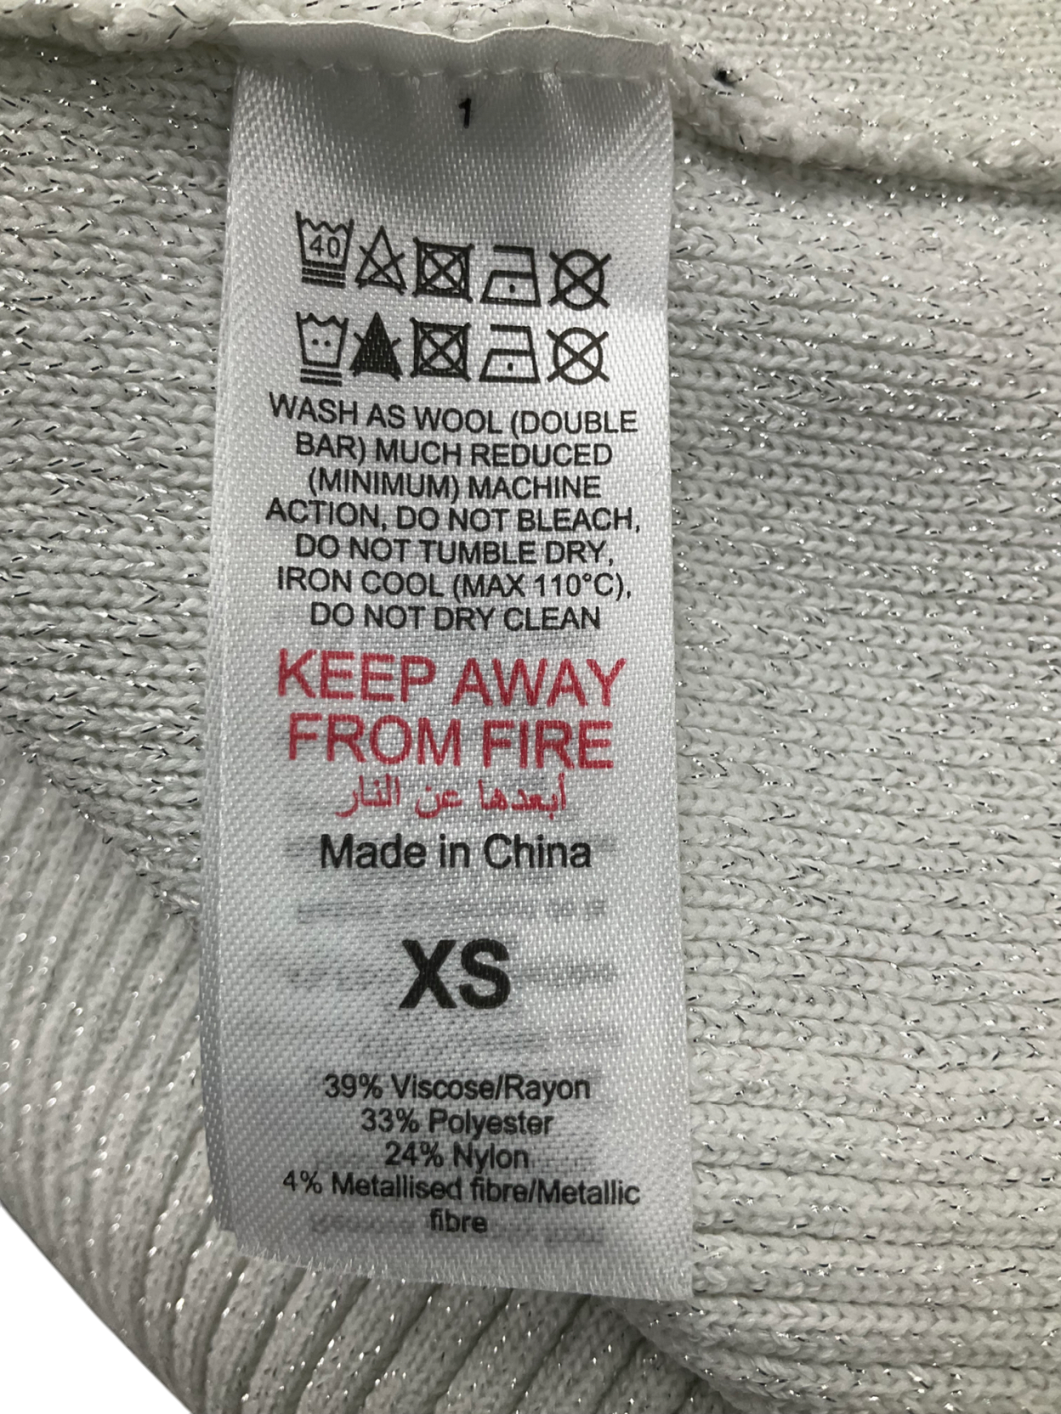 1
40
WASH AS WOOL (DOUBLE
BAR) MUCH REDUCED
(MINIMUM) MACHINE
ACTION, DO NOT BLEACH,
DO NOT TUMBLE DRY,
IRON COOL (MAX 110°C),
DO NOT DRY CLEAN
KEEP AWAY
FROM FIRE
أبعدها عن النار
Made in China
XS
39% Viscose/Rayon
33% Polyester
24% Nylon
4% Metallised fibre/Metallic
fibre